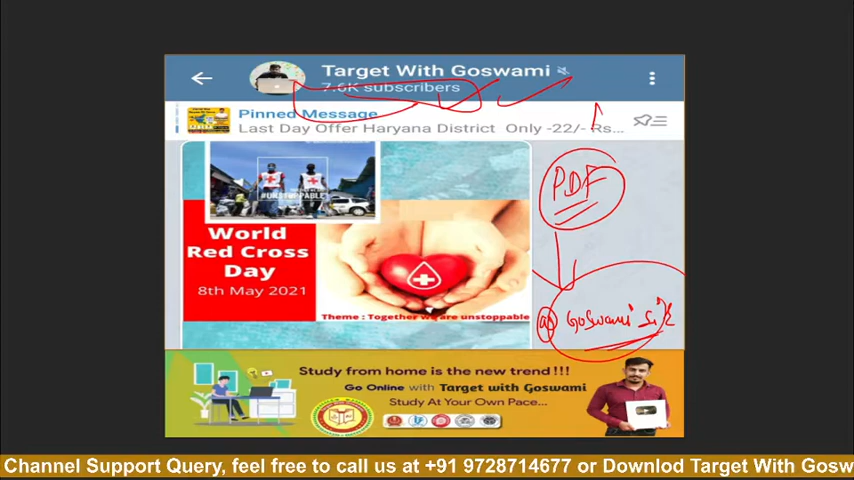 Target With Goswami
7.6K subscribers
Pinned Message
Last Day Offer Haryana District Only -22/- Rs...
PDF
#UNSTOPPABLE
World
Red Cross
Day
8th May 2021
Theme : Together we are unstoppable
@ Goswami
Study from home is the new trend !!!
Go Online with Target with Goswami
Study At Your Own Pace...
Channel Support Query, feel free to call us at +91 9728714677 or Downlod Target With Gosw